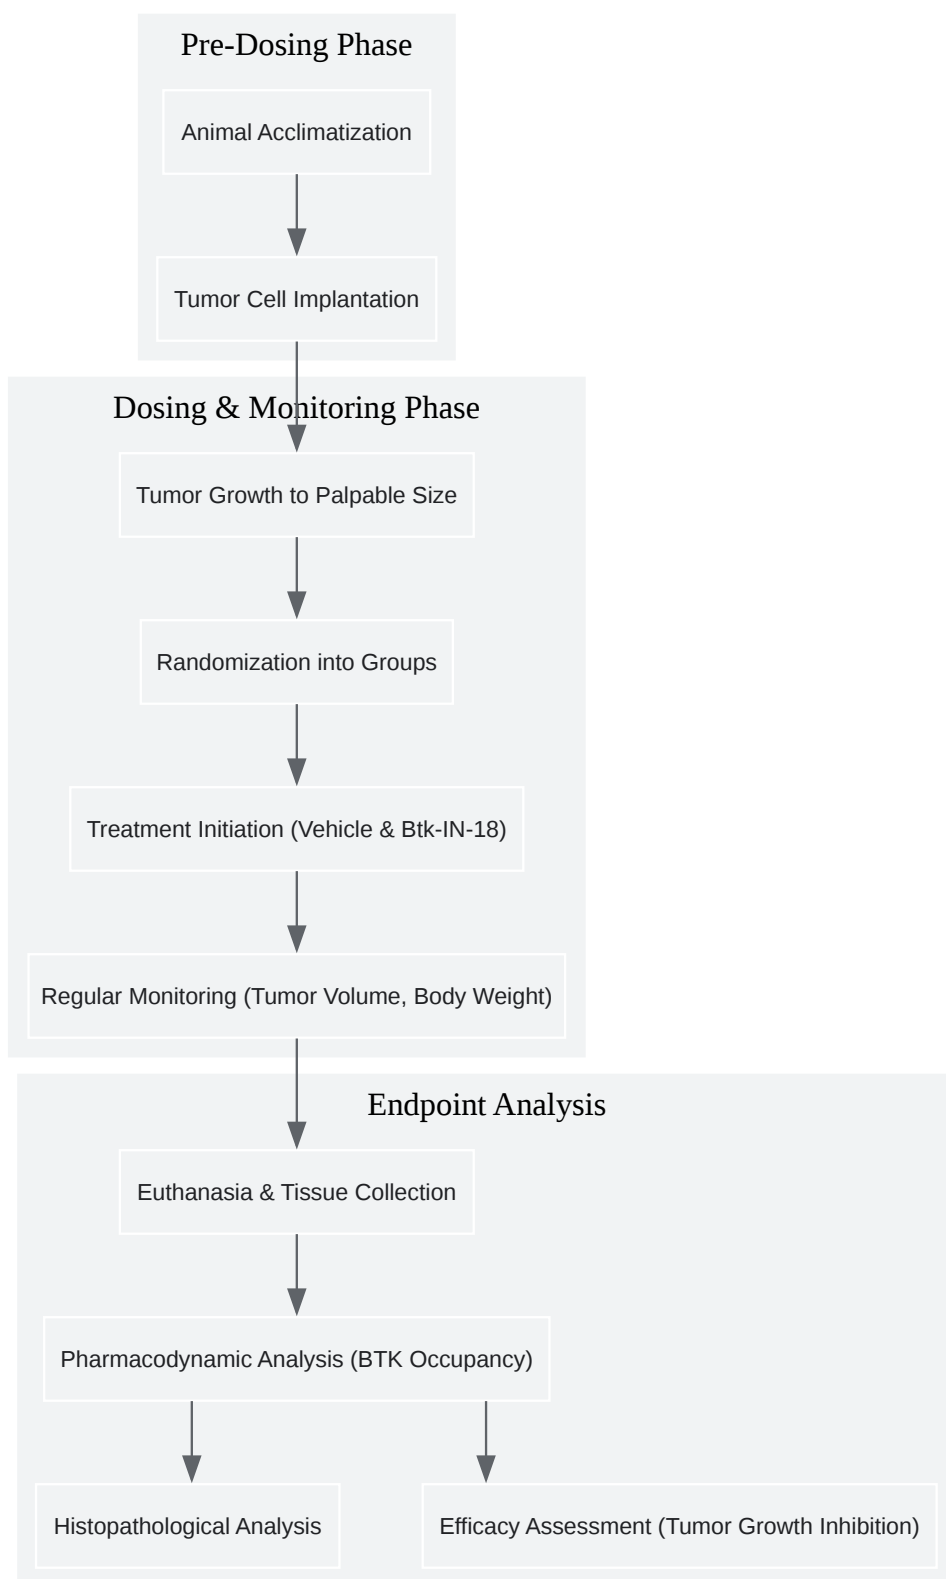 Pre-Dosing Phase
Animal Acclimatization
Tumor Cell Implantation
Dosing & Monitoring Phase
Tumor Growth to Palpable Size
Randomization into Groups
Treatment Initiation (Vehicle & Btk-IN-18)
Regular Monitoring (Tumor Volume, Body Weight)
Endpoint Analysis
Euthanasia & Tissue Collection
Pharmacodynamic Analysis (BTK Occupancy)
Histopathological Analysis
Efficacy Assessment (Tumor Growth Inhibition)